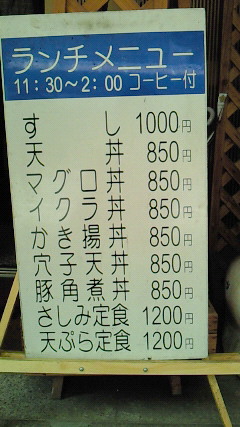 ランチメニュー
11:30～2:00 コーヒー付
すし 1000円
天丼 850円
マグロ丼 850円
イクラ丼 850円
かき揚丼 850円
穴子天丼 850円
豚角煮丼 850円
さしみ定食 1200円
天ぷら定食 1200円